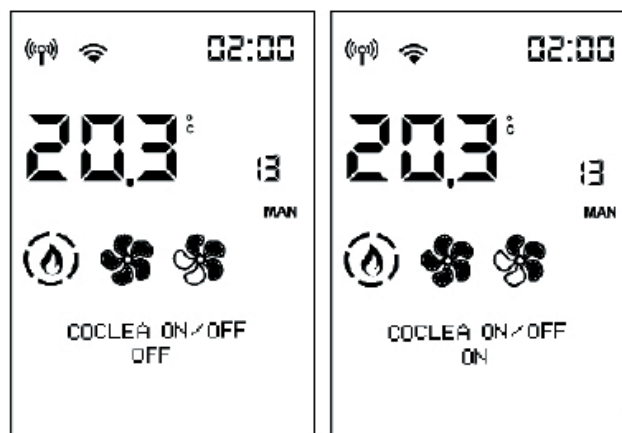 02:00
20.3 °C
13
MAN
COCLEA ON/OFF
OFF
02:00
20.3 °C
13
MAN
COCLEA ON/OFF
ON